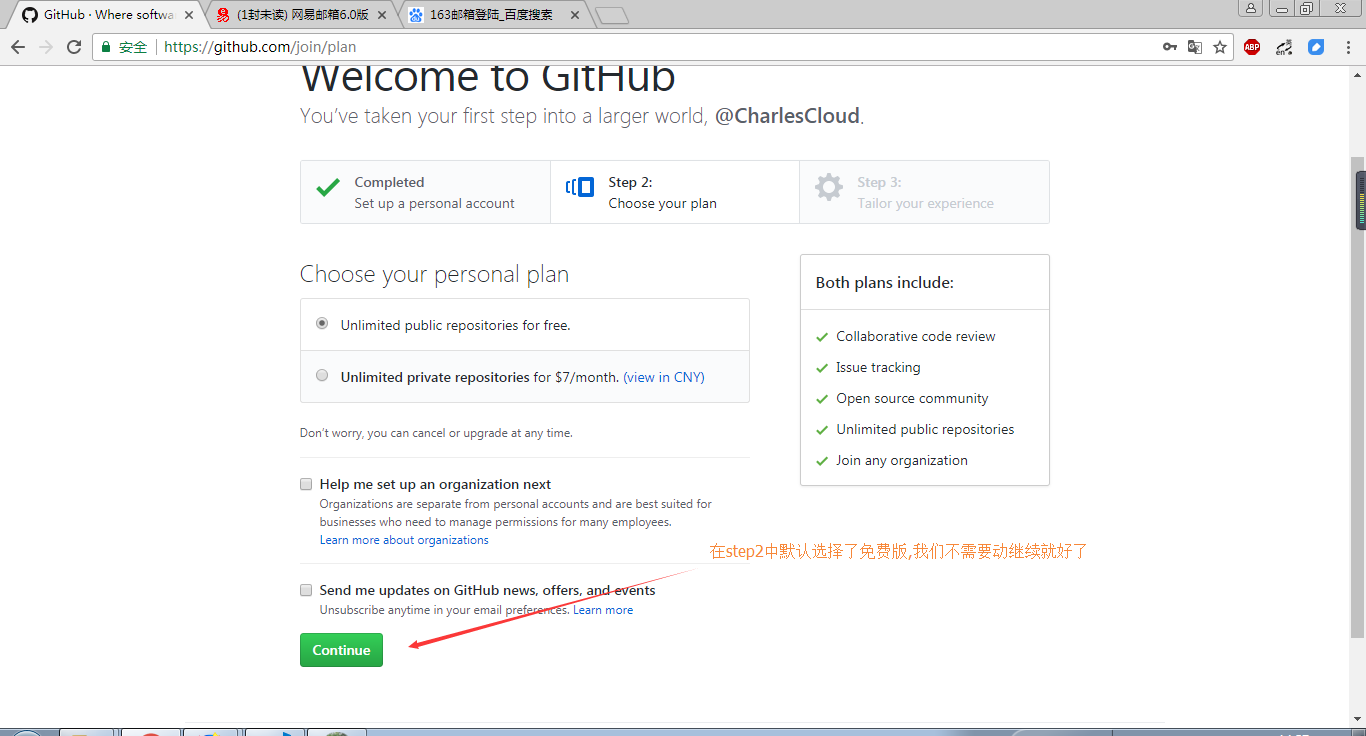 GitHub · Where softwa
(1封未读) 网易邮箱6.0版
163邮箱登陆_百度搜索
安全
https://github.com/join/plan
ABP
en
Welcome to GitHub
You’ve taken your first step into a larger world, @CharlesCloud.
Completed
Set up a personal account
Step 2:
Choose your plan
Step 3:
Tailor your experience
Choose your personal plan
Unlimited public repositories for free.
Unlimited private repositories for $7/month. (view in CNY)
Don’t worry, you can cancel or upgrade at any time.
Both plans include:
Collaborative code review
Issue tracking
Open source community
Unlimited public repositories
Join any organization
Help me set up an organization next
Organizations are separate from personal accounts and are best suited for
businesses who need to manage permissions for many employees.
Learn more about organizations
在step2中默认选择了免费版,我们不需要动继续就好了
Send me updates on GitHub news, offers, and events
Unsubscribe anytime in your email preferences. Learn more
Continue